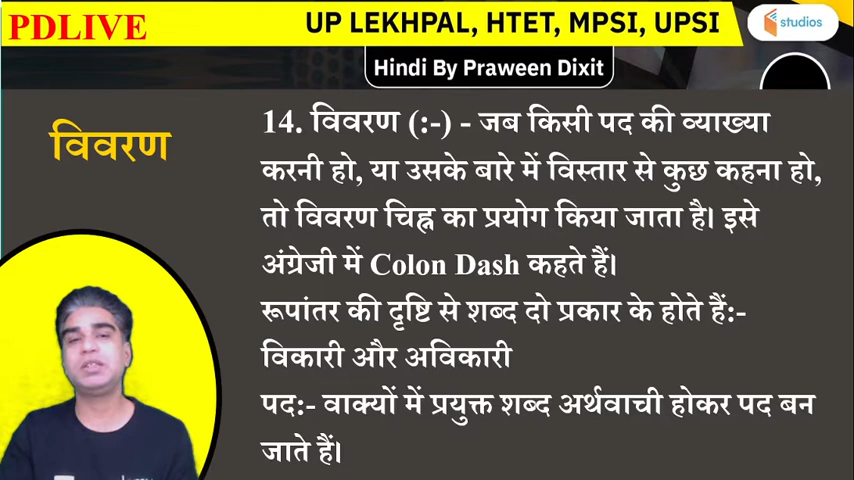 PDLIVE
UP LEKHPAL, HTET, MPSI, UPSI
studios
Hindi By Praween Dixit
विवरण
14. विवरण (:-) - जब किसी पद की व्याख्या
करनी हो, या उसके बारे में विस्तार से कुछ कहना हो,
तो विवरण चिह्न का प्रयोग किया जाता है। इसे
अंग्रेजी में Colon Dash कहते हैं।
रूपांतर की दृष्टि से शब्द दो प्रकार के होते हैं:-
विकारी और अविकारी
पद:- वाक्यों में प्रयुक्त शब्द अर्थवाची होकर पद बन
जाते हैं।